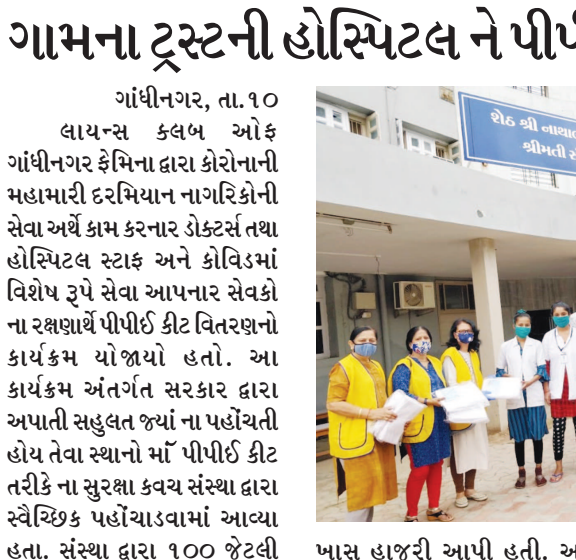 ગામના ટ્રસ્ટની હોસ્પિટલ ને
ગાંધીનગર, તા.૧૦
લાયન્સ કલબ ઓફ
ગાંધીનગર ફેમિના દ્વારા કોરોનાની
મહામારી દરમિયાન નાગરિકોની
સેવા અર્થે કામ કરનાર ડોક્ટર્સ તથા
હોસ્પિટલ સ્ટાફ અને કોવિડમાં
વિશેષ રૂપે સેવા આપનાર સેવકો
ના રક્ષણાર્થે પીપીઈ કીટ વિતરણનો
કાર્યક્રમ યોજાયો હતો. આ
કાર્યક્રમ અંતર્ગત સરકાર દ્વારા
અપાતી સહુલત જ્યાં ના પહોંચતી
હોય તેવા સ્થાનો માઁ પીપીઈ કીટ
તરીકે ના સુરક્ષા કવચ સંસ્થા દ્વારા
સ્વૈચ્છિક પહોંચાડવામાં આવ્યા
હતા. સંસ્થા દ્વારા ૧૦૦ જેટલી
શેઠ શ્રી
શ્રીમતી
ખાસ હાજરી આપી હતી.